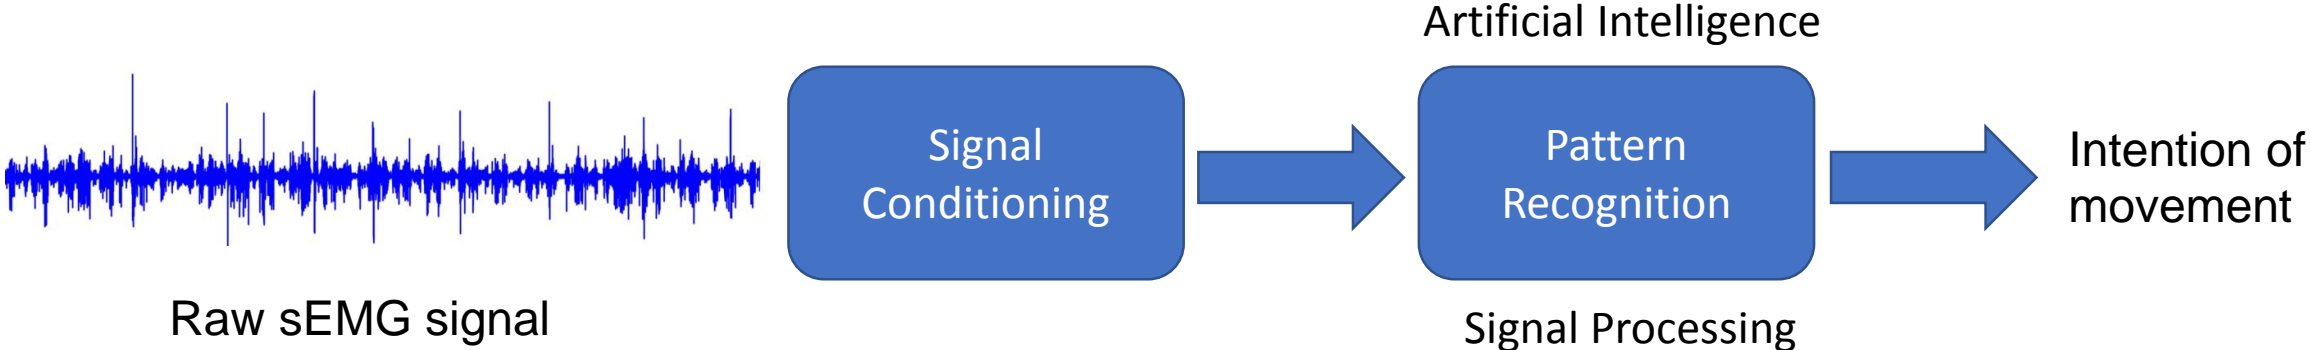 Raw sEMG signal
Signal
Conditioning
Artificial Intelligence
Pattern
Recognition
Signal Processing
Intention of
movement